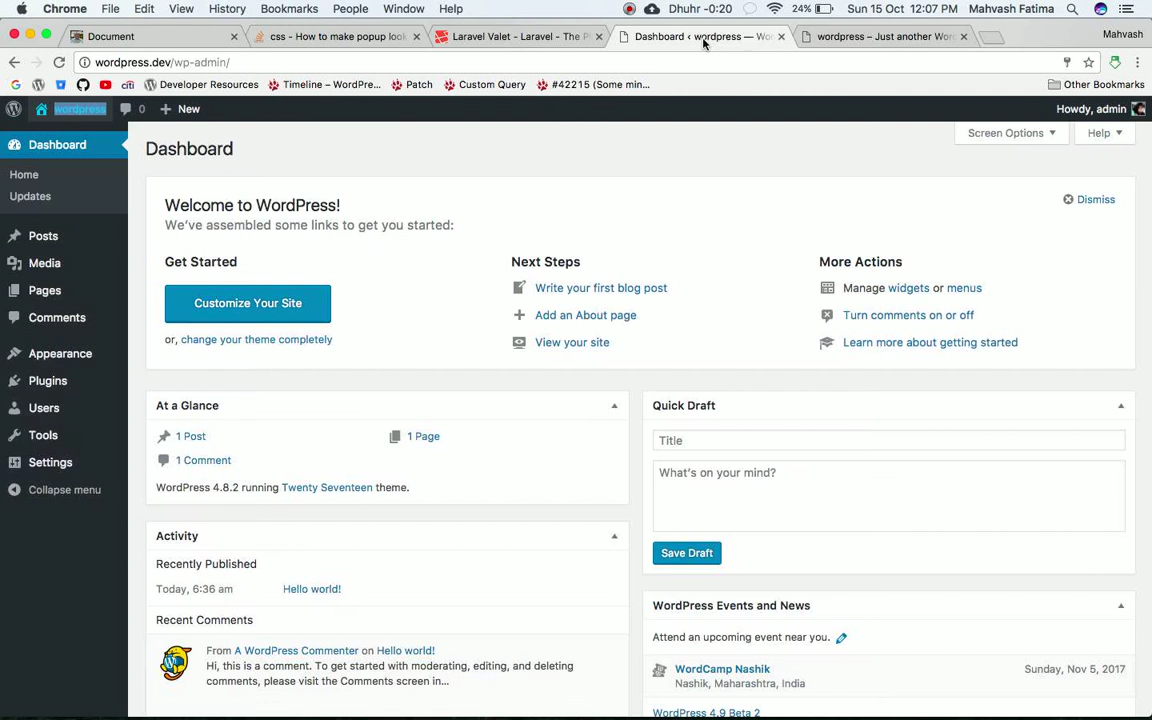 Chrome File Edit View History Bookmarks People Window Help Dhuhr -0:20 24% Sun 15 Oct 12:07 PM Mahvash Fatima
Document css - How to make popup look Laravel Valet - Laravel - The P Dashboard ‹ wordpress — Wor wordpress – Just another Wor Mahvash
wordpress.dev/wp-admin/
Developer Resources Timeline – WordPre... Patch Custom Query #42215 (Some min... Other Bookmarks
wordpress 0 New Howdy, admin
Dashboard
Home
Updates
Posts
Media
Pages
Comments
Appearance
Plugins
Users
Tools
Settings
Collapse menu
Screen Options Help
Dashboard
Welcome to WordPress!
Dismiss
We've assembled some links to get you started:
Get Started
Customize Your Site
or, change your theme completely
Next Steps
Write your first blog post
Add an About page
View your site
More Actions
Manage widgets or menus
Turn comments on or off
Learn more about getting started
At a Glance
1 Post 1 Page
1 Comment
WordPress 4.8.2 running Twenty Seventeen theme.
Activity
Recently Published
Today, 6:36 am Hello world!
Recent Comments
From A WordPress Commenter on Hello world!
Hi, this is a comment. To get started with moderating, editing, and deleting
comments, please visit the Comments screen in...
Quick Draft
Title
What's on your mind?
Save Draft
WordPress Events and News
Attend an upcoming event near you.
WordCamp Nashik Sunday, Nov 5, 2017
Nashik, Maharashtra, India
WordPress 4.9 Beta 2